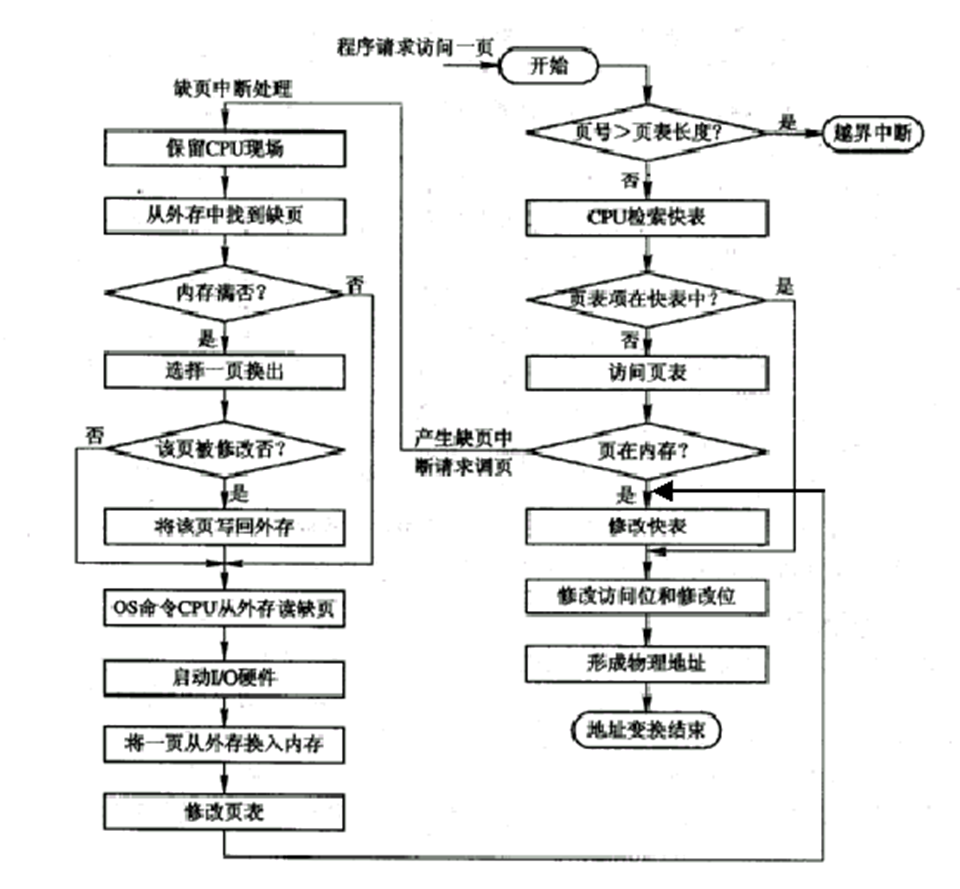 程序请求访问一页
开始
缺页中断处理
页号>页表长度?
是
越界中断
保留CPU现场
否
从外存中找到缺页
CPU检索快表
内存满否?
否
页表项在快表中?
是
是
否
选择一页换出
访问页表
否
该页被修改否?
产生缺页中
断请求调页
页在内存?
是
是
将该页写回外存
修改快表
OS命令CPU从外存读缺页
修改访问位和修改位
启动I/O硬件
形成物理地址
将一页从外存换入内存
地址变换结束
修改页表